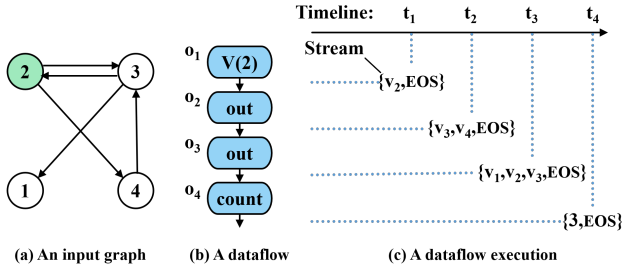 Timeline: t1 t2 t3 t4
Stream
2 3
1 4
o1 V(2)
o2 out
o3 out
o4 count
{v2,EOS}
{v3,v4,EOS}
{v1,v2,v3,EOS}
{3,EOS}
(a) An input graph (b) A dataflow (c) A dataflow execution